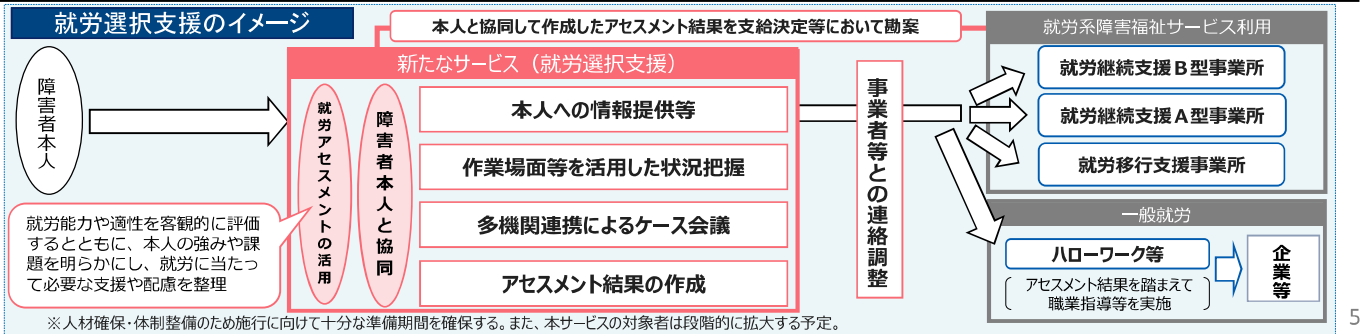 就労選択支援のイメージ
本人と協同して作成したアセスメント結果を支給決定等において勘案
障害者本人
新たなサービス（就労選択支援）
就労アセスメントの活用
障害者本人と協同
本人への情報提供等
作業場面等を活用した状況把握
多機関連携によるケース会議
アセスメント結果の作成
就労能力や適性を客観的に評価
するとともに、本人の強みや課
題を明らかにし、就労に当たっ
て必要な支援や配慮を整理
事業者等との連絡調整
就労系障害福祉サービス利用
就労継続支援Ｂ型事業所
就労継続支援Ａ型事業所
就労移行支援事業所
一般就労
ハローワーク等
アセスメント結果を踏まえて
職業指導等を実施
企業等
※人材確保・体制整備のため施行に向けて十分な準備期間を確保する。また、本サービスの対象者は段階的に拡大する予定。
5